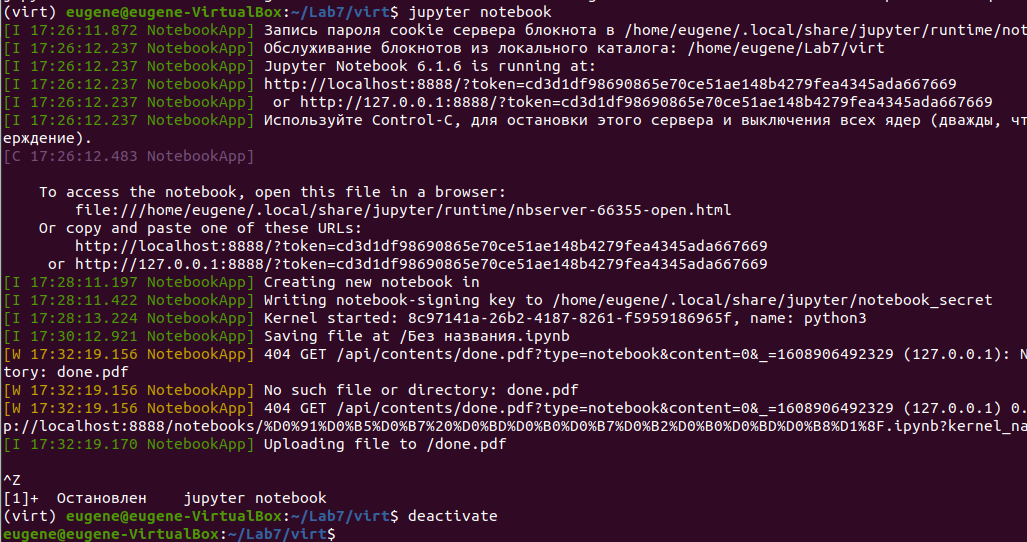 (virt) eugene@eugene-VirtualBox:~/Lab7/virt$ jupyter notebook
[I 17:26:11.872 NotebookApp] Запись пароля cookie сервера блокнота в /home/eugene/.local/share/jupyter/runtime/not
[I 17:26:12.237 NotebookApp] Обслуживание блокнотов из локального каталога: /home/eugene/Lab7/virt
[I 17:26:12.237 NotebookApp] Jupyter Notebook 6.1.6 is running at:
[I 17:26:12.237 NotebookApp] http://localhost:8888/?token=cd3d1df98690865e70ce51ae148b4279fea4345ada667669
[I 17:26:12.237 NotebookApp]  or http://127.0.0.1:8888/?token=cd3d1df98690865e70ce51ae148b4279fea4345ada667669
[I 17:26:12.237 NotebookApp] Используйте Control-C, для остановки этого сервера и выключения всех ядер (дважды, чт
ерждение).
[C 17:26:12.483 NotebookApp]
To access the notebook, open this file in a browser:
file:///home/eugene/.local/share/jupyter/runtime/nbserver-66355-open.html
Or copy and paste one of these URLs:
http://localhost:8888/?token=cd3d1df98690865e70ce51ae148b4279fea4345ada667669
or http://127.0.0.1:8888/?token=cd3d1df98690865e70ce51ae148b4279fea4345ada667669
[I 17:28:11.197 NotebookApp] Creating new notebook in
[I 17:28:11.422 NotebookApp] Writing notebook-signing key to /home/eugene/.local/share/jupyter/notebook_secret
[I 17:28:13.224 NotebookApp] Kernel started: 8c97141a-26b2-4187-8261-f5959186965f, name: python3
[I 17:30:12.921 NotebookApp] Saving file at /Без названия.ipynb
[W 17:32:19.156 NotebookApp] 404 GET /api/contents/done.pdf?type=notebook&content=0&_=1608906492329 (127.0.0.1): N
tory: done.pdf
[W 17:32:19.156 NotebookApp] No such file or directory: done.pdf
[W 17:32:19.156 NotebookApp] 404 GET /api/contents/done.pdf?type=notebook&content=0&_=1608906492329 (127.0.0.1) 0.
p://localhost:8888/notebooks/%D0%91%D0%B5%D0%B7%20%D0%BD%D0%B0%D0%B7%D0%B2%D0%B0%D0%BD%D0%B8%D1%8F.ipynb?kernel_na
[I 17:32:19.170 NotebookApp] Uploading file to /done.pdf
^Z
[1]+  Остановлен    jupyter notebook
(virt) eugene@eugene-VirtualBox:~/Lab7/virt$ deactivate
eugene@eugene-VirtualBox:~/Lab7/virt$